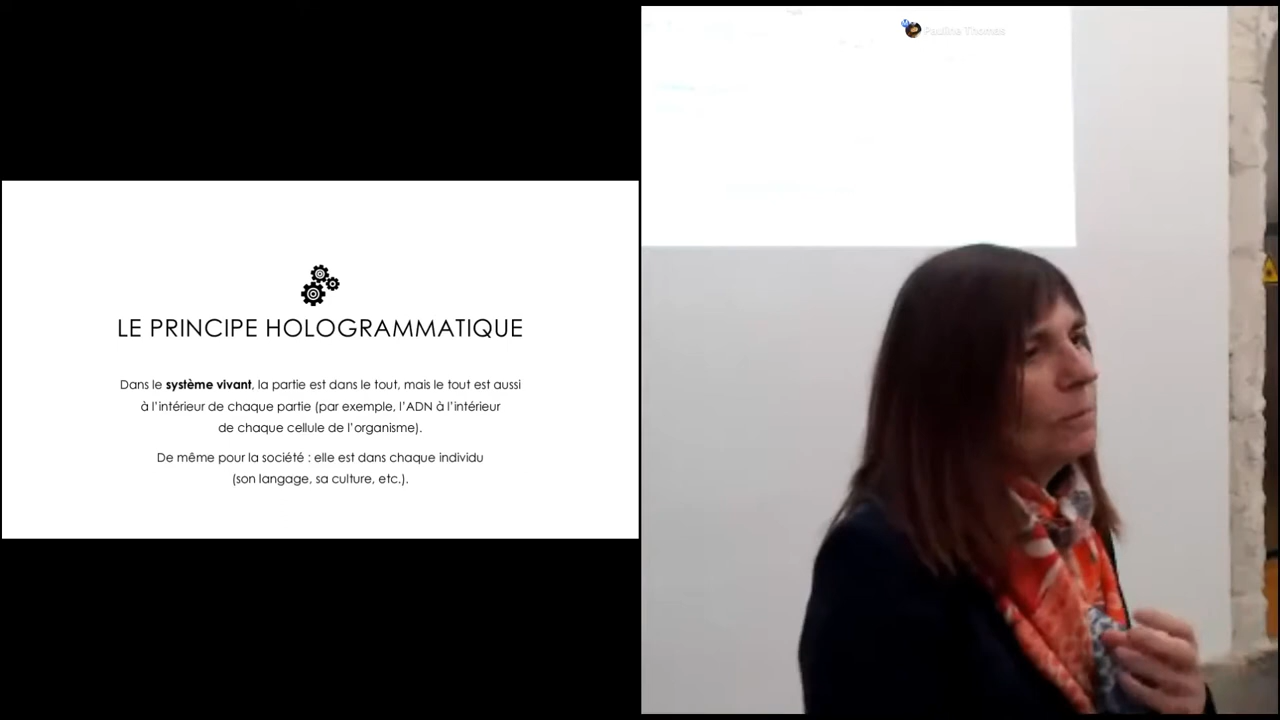 LE PRINCIPE HOLOGRAMMATIQUE
Dans le système vivant, la partie est dans le tout, mais le tout est aussi
à l'intérieur de chaque partie (par exemple, l'ADN à l'intérieur
de chaque cellule de l'organisme).
De même pour la société : elle est dans chaque individu
(son langage, sa culture, etc.).
Pauline Thomas